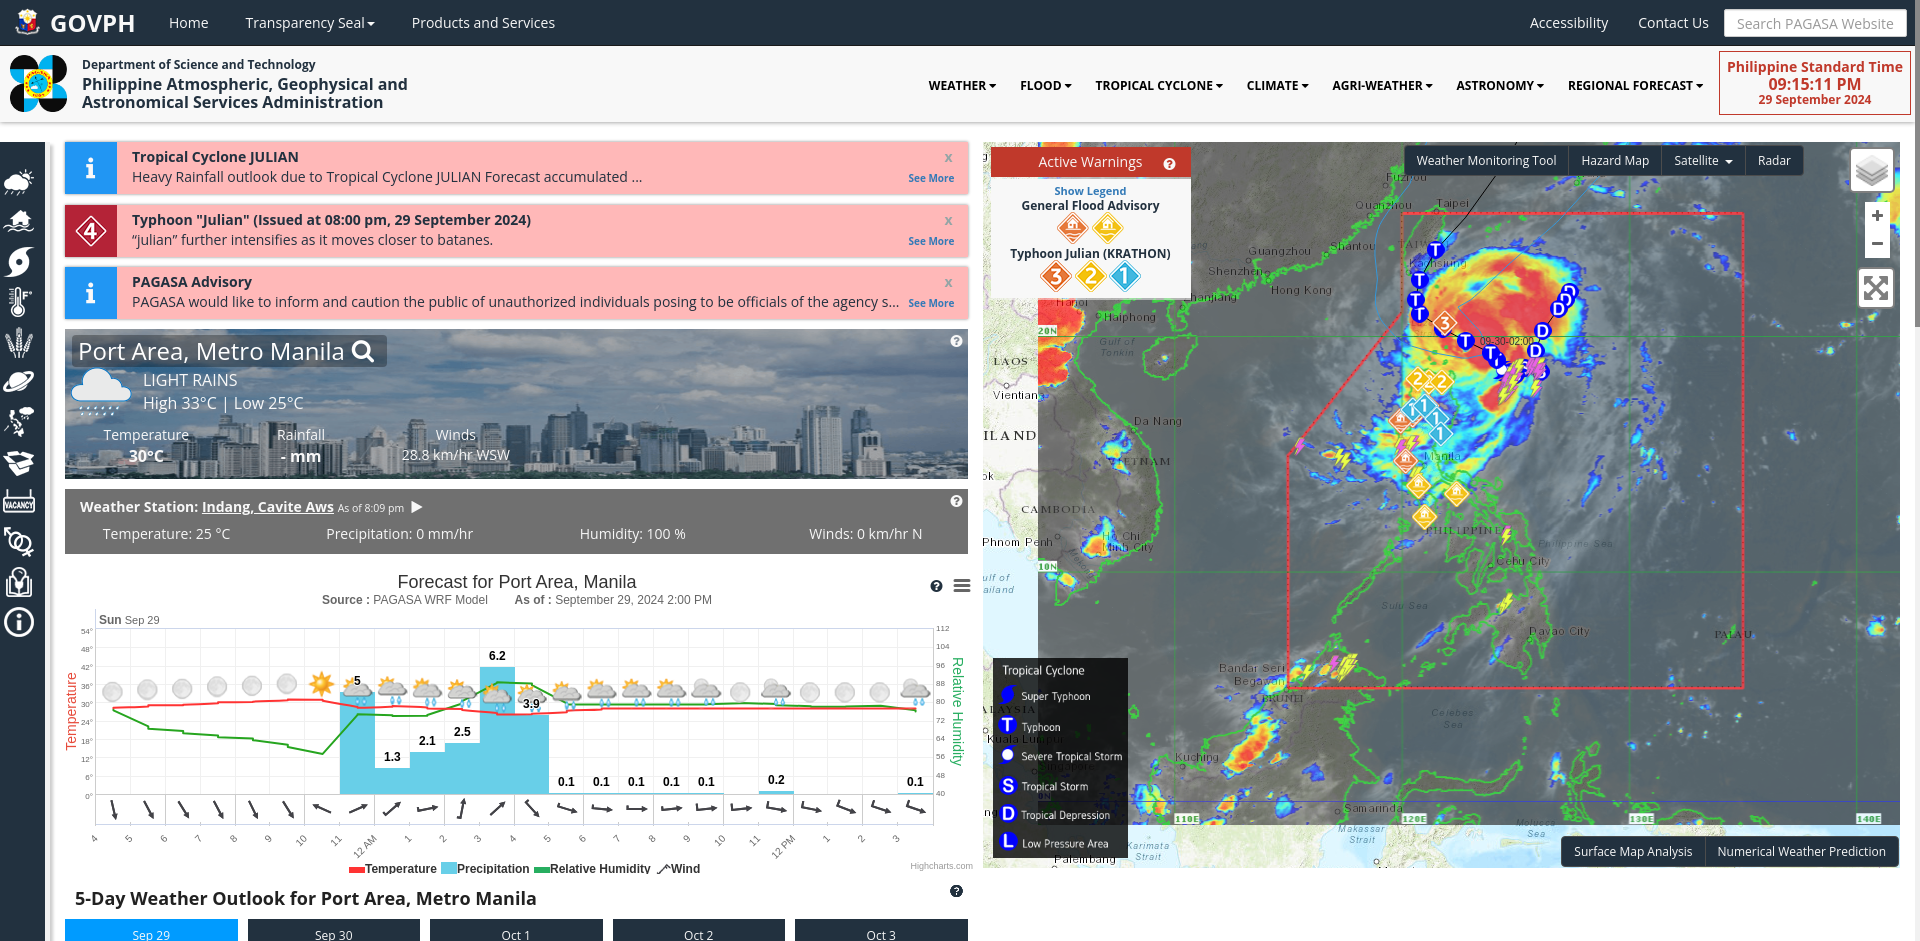 GOVPH
Home
Transparency Seal
Products and Services
Accessibility
Contact Us
Search PAGASA Website
Department of Science and Technology
Philippine Atmospheric, Geophysical and
Astronomical Services Administration
WEATHER
FLOOD
TROPICAL CYCLONE
CLIMATE
AGRI-WEATHER
ASTRONOMY
REGIONAL FORECAST
Philippine Standard Time
09:15:11 PM
29 September 2024
VACANCY
Tropical Cyclone JULIAN
x
Heavy Rainfall outlook due to Tropical Cyclone JULIAN Forecast accumulated ...
See More
4
Typhoon "Julian" (Issued at 08:00 pm, 29 September 2024)
x
“julian” further intensifies as it moves closer to batanes.
See More
PAGASA Advisory
x
PAGASA would like to inform and caution the public of unauthorized individuals posing to be officials of the agency s...
See More
Port Area, Metro Manila
LIGHT RAINS
High 33°C | Low 25°C
Temperature
Rainfall
Winds
30°C
- mm
28.8 km/hr WSW
Weather Station: Indang, Cavite Aws As of 8:09 pm
Temperature: 25 °C
Precipitation: 0 mm/hr
Humidity: 100 %
Winds: 0 km/hr N
Forecast for Port Area, Manila
Source : PAGASA WRF Model
As of : September 29, 2024 2:00 PM
Sun Sep 29
Temperature
54°
48°
42°
36°
30°
24°
18°
12°
6°
0°
5
1.3
2.1
2.5
6.2
3.9
0.1
0.1
0.1
0.1
0.1
0.2
0.1
112
104
96
88
80
72
64
56
48
40
Relative Humidity
4 5 6 7 8 9 10 11 12 AM 1 2 3 4 5 6 7 8 9 10 11 12 PM 1 2 3
Temperature
Precipitation
Relative Humidity
Wind
Highcharts.com
5-Day Weather Outlook for Port Area, Metro Manila
Sep 29
Sep 30
Oct 1
Oct 2
Oct 3
Active Warnings
Show Legend
General Flood Advisory
Typhoon Julian (KRATHON)
3 2 1
Weather Monitoring Tool
Hazard Map
Satellite
Radar
+
−
Fuzhou
Taipei
Quanzhou
Guangzhou
Shantou
Shenzhen
Kaohsiung
Hong Kong
Zhanjiang
Hanoi
Haiphong
20N
Gulf of
Tonkin
LAOS
09-30-02:00
Vientian
Da Nang
ILAND
VIETNAM
Manila
ok
CAMBODIA
PHILIPPINE
Phnom Penh
Ho Chi
Minh City
Philippine Sea
Cebu City
10N
ulf of
ailand
Sulu Sea
Davao City
PALAU
Bandar Seri
Begawan
BRUNEI
ALAYSIA
Kuala Lumpur
Celebes
Sea
Kuching
Samarinda
110E
120E
130E
140E
Makassar
Strait
Molucca
Sea
Karimata
Strait
Palembang
Tropical Cyclone
Super Typhoon
T Typhoon
Severe Tropical Storm
S Tropical Storm
D Tropical Depression
L Low Pressure Area
Surface Map Analysis
Numerical Weather Prediction